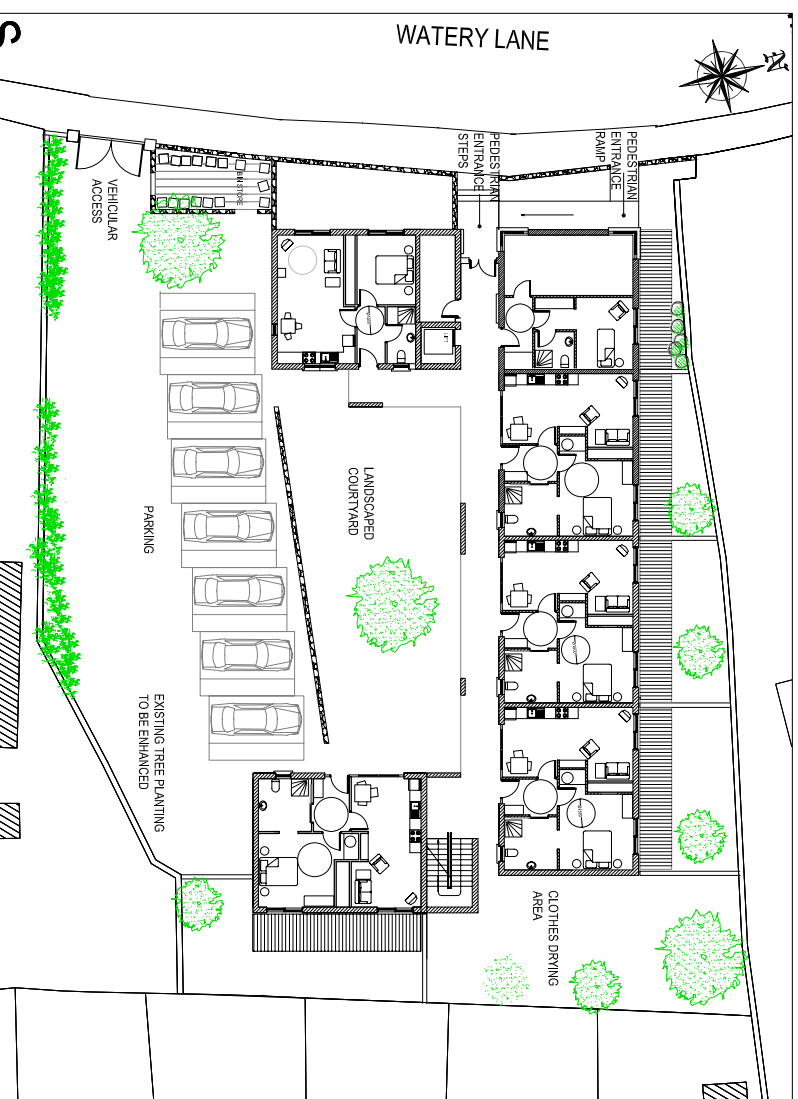 WATERY LANE
N
S
PEDESTRIAN
ENTRANCE
RAMP
PEDESTRIAN
ENTRANCE
STEPS
VEHICULAR
ACCESS
BIN STORE
LIFT
LANDSCAPED
COURTYARD
PARKING
EXISTING TREE PLANTING
TO BE ENHANCED
CLOTHES DRYING
AREA